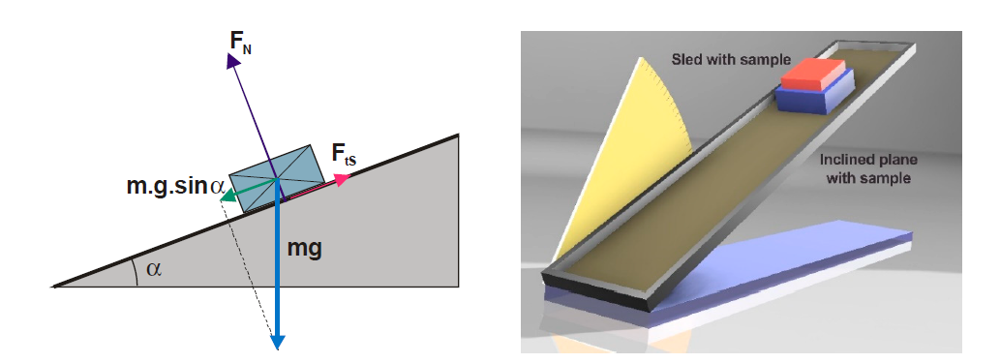 F_N
F_ts
m.g.sinα
mg
α
Sled with sample
Inclined plane
with sample